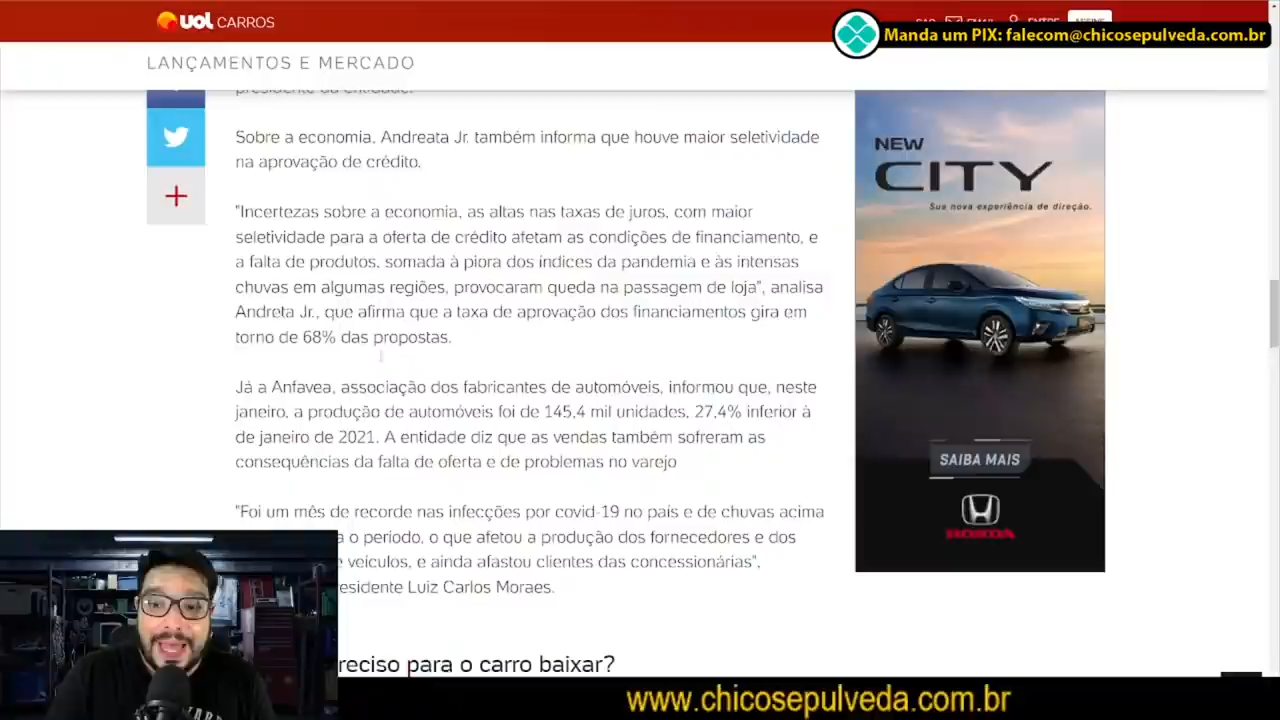 UOL CARROS
Manda um PIX: falecom@chicosepulveda.com.br
LANÇAMENTOS E MERCADO
presidente da entidade.
Sobre a economia, Andreata Jr. também informa que houve maior seletividade
na aprovação de crédito.
"Incertezas sobre a economia, as altas nas taxas de juros, com maior
seletividade para a oferta de crédito afetam as condições de financiamento, e
a falta de produtos, somada à piora dos índices da pandemia e às intensas
chuvas em algumas regiões, provocaram queda na passagem de loja", analisa
Andreta Jr., que afirma que a taxa de aprovação dos financiamentos gira em
torno de 68% das propostas.
Já a Anfavea, associação dos fabricantes de automóveis, informou que, neste
janeiro, a produção de automóveis foi de 145,4 mil unidades, 27,4% inferior à
de janeiro de 2021. A entidade diz que as vendas também sofreram as
consequências da falta de oferta e de problemas no varejo
"Foi um mês de recorde nas infecções por covid-19 no país e de chuvas acima
a o período, o que afetou a produção dos fornecedores e dos
e veículos, e ainda afastou clientes das concessionárias",
esidente Luiz Carlos Moraes.
reciso para o carro baixar?
NEW
CITY
Sua nova experiência de direção.
SAIBA MAIS
HONDA
www.chicosepulveda.com.br